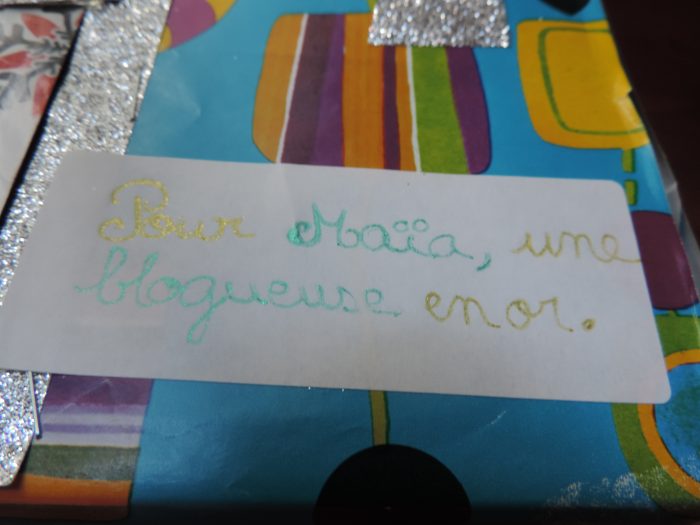 Pour Maïa, une
blogueuse en or.